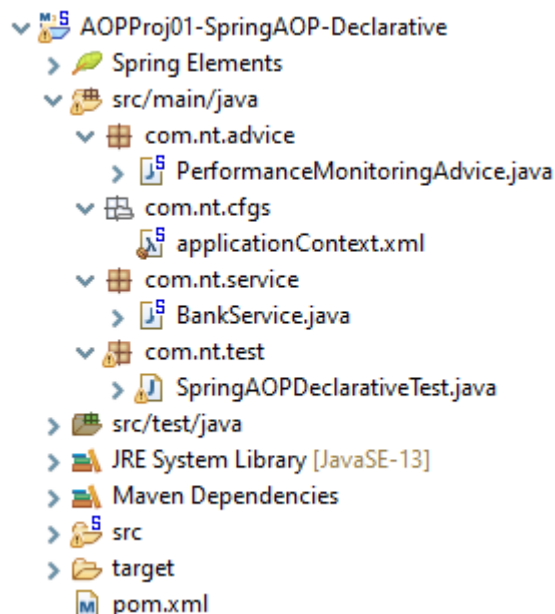 AOPProj01-SpringAOP-Declarative
Spring Elements
src/main/java
com.nt.advice
PerformanceMonitoringAdvice.java
com.nt.cfgs
applicationContext.xml
com.nt.service
BankService.java
com.nt.test
SpringAOPDeclarativeTest.java
src/test/java
JRE System Library [JavaSE-13]
Maven Dependencies
src
target
pom.xml